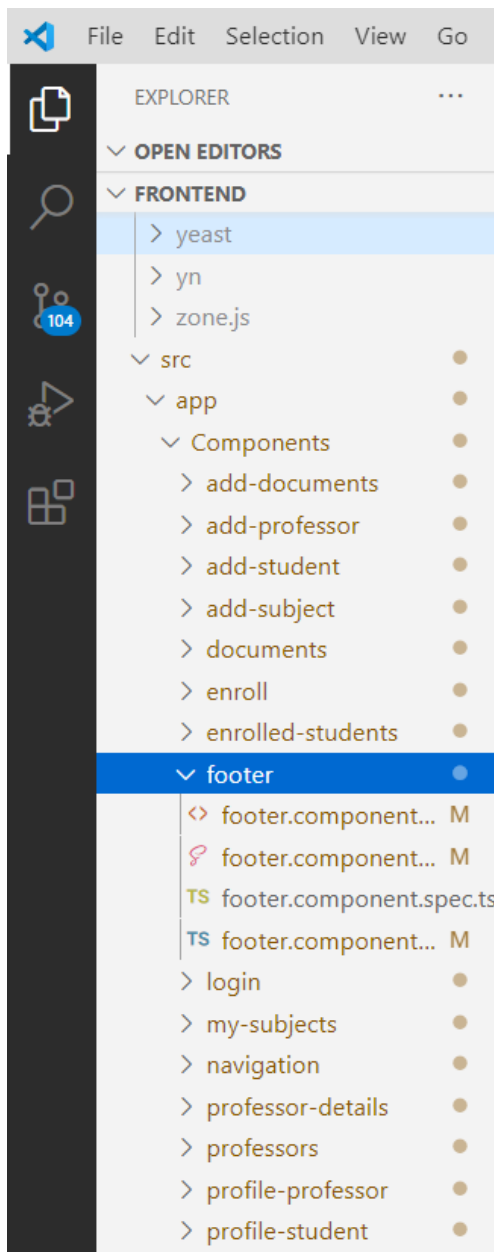 File Edit Selection View Go
EXPLORER ...
OPEN EDITORS
FRONTEND
yeast
yn
104
zone.js
src
app
Components
add-documents
add-professor
add-student
add-subject
documents
enroll
enrolled-students
footer
<> footer.component... M
footer.component... M
TS footer.component.spec.ts
TS footer.component... M
login
my-subjects
navigation
professor-details
professors
profile-professor
profile-student